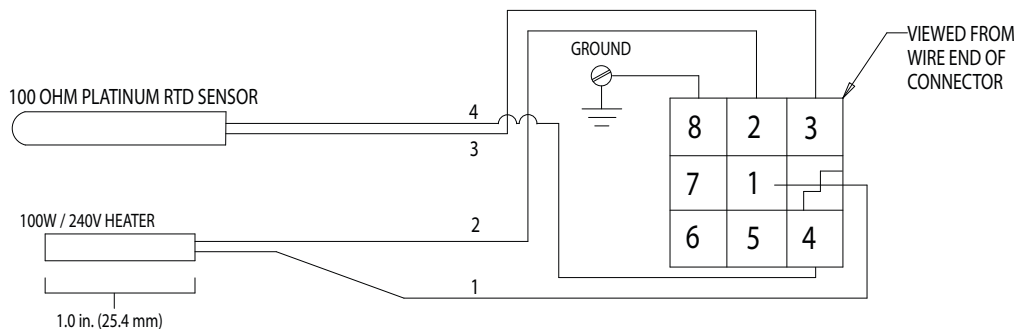 VIEWED FROM
WIRE END OF
CONNECTOR
GROUND
100 OHM PLATINUM RTD SENSOR
4
3
8 2 3
7 1
6 5 4
100W / 240V HEATER
2
1
1.0 in. (25.4 mm)